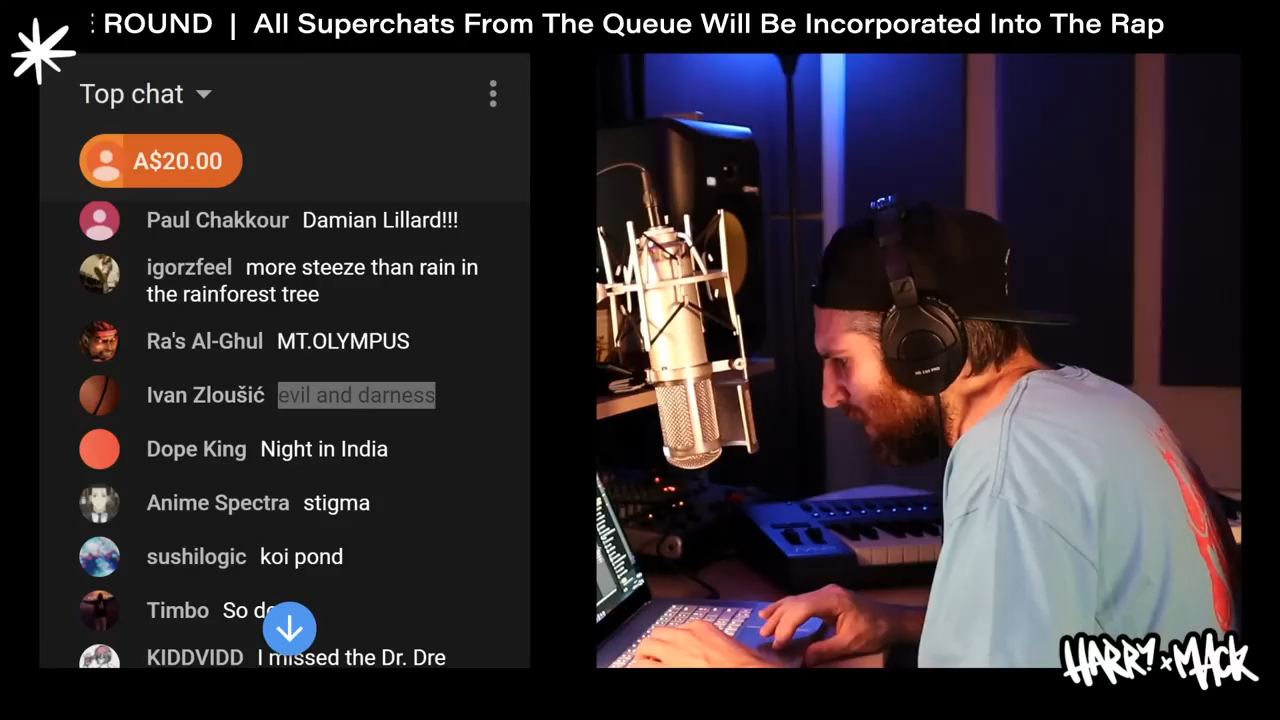 ROUND | All Superchats From The Queue Will Be Incorporated Into The Rap
Top chat
A$20.00
Paul Chakkour Damian Lillard!!!
igorzfeel more steeze than rain in
the rainforest tree
Ra's Al-Ghul MT.OLYMPUS
Ivan Zloušić evil and darness
Dope King Night in India
Anime Spectra stigma
sushilogic koi pond
Timbo So
KIDDVIDD I missed the Dr. Dre
HARRY MACK